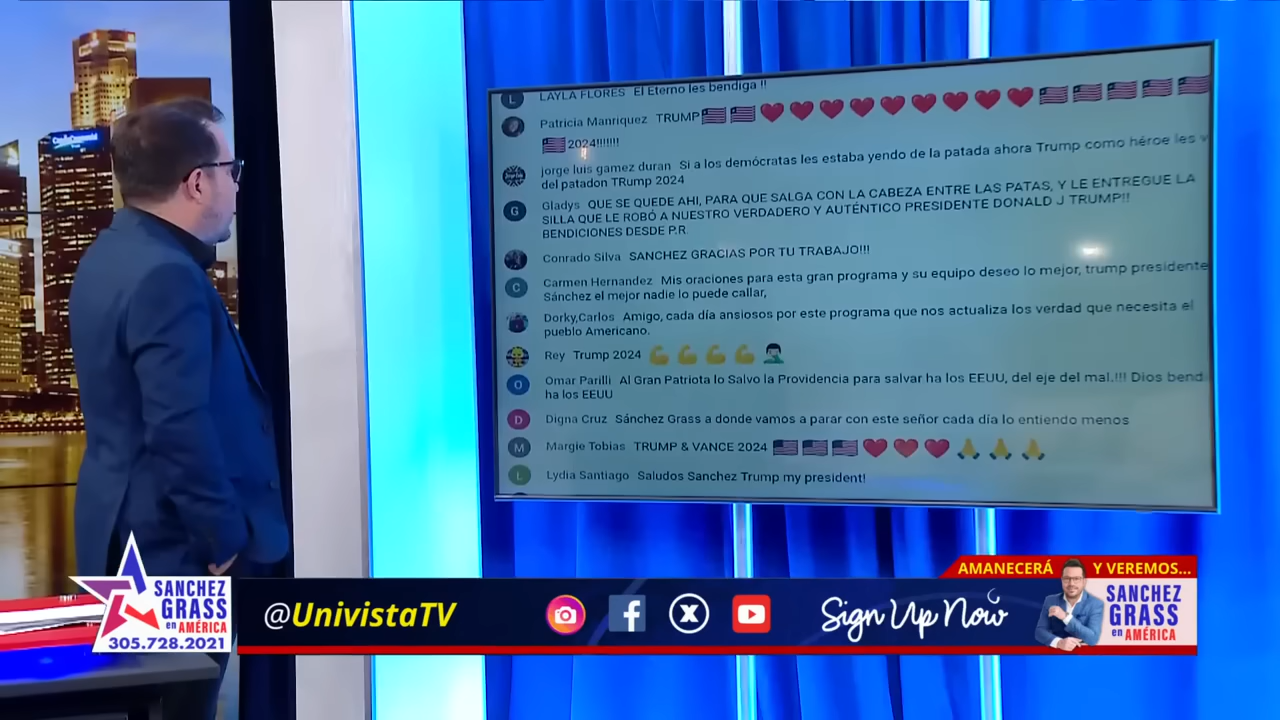 LAYLA FLORES El Eterno les bendiga !!
Patricia Manriquez TRUMP
2024!!!!!!!
jorge luis gamez duran Si a los demócratas les estaba yendo de la patada ahora Trump como héroe les v
del patadon TRump 2024
Gladys QUE SE QUEDE AHI, PARA QUE SALGA CON LA CABEZA ENTRE LAS PATAS, Y LE ENTREGUE LA
SILLA QUE LE ROBÓ A NUESTRO VERDADERO Y AUTÉNTICO PRESIDENTE DONALD J TRUMP!!
BENDICIONES DESDE P.R.
Conrado Silva SANCHEZ GRACIAS POR TU TRABAJO!!!
Carmen Hernandez Mis oraciones para esta gran programa y su equipo deseo lo mejor, trump presidente
Sánchez el mejor nadie lo puede callar,
Dorky,Carlos Amigo, cada día ansiosos por este programa que nos actualiza los verdad que necesita el
pueblo Americano.
Rey Trump 2024
Omar Parilli Al Gran Patriota lo Salvo la Providencia para salvar ha los EEUU, del eje del mal.!!! Dios bendi
ha los EEUU
Digna Cruz Sánchez Grass a donde vamos a parar con este señor cada día lo entiendo menos
Margie Tobias TRUMP & VANCE 2024
Lydia Santiago Saludos Sanchez Trump my president!
AMANECERÁ Y VEREMOS...
SANCHEZ
GRASS
en AMÉRICA
305.728.2021
@UnivistaTV
Sign Up Now
SANCHEZ
GRASS
en AMÉRICA